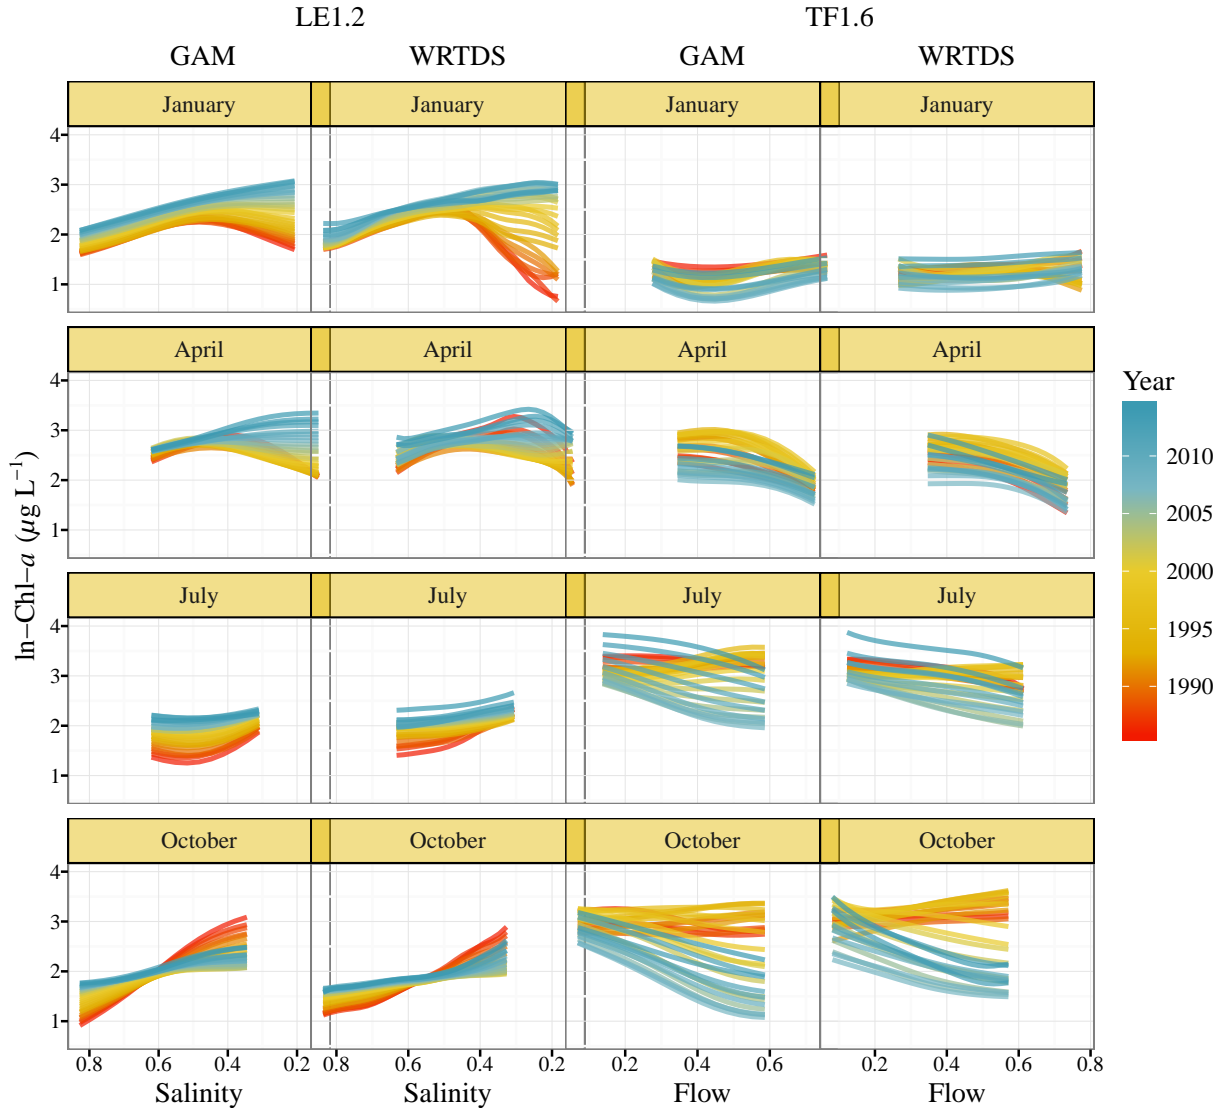 LE1.2 TF1.6
GAM WRTDS GAM WRTDS
January January January January
4
3
2
1
April April April April
4
3
2
1
July July July July
4
3
2
1
October October October October
4
3
2
1
0.8 0.6 0.4 0.2 0.8 0.6 0.4 0.2 0.2 0.4 0.6 0.2 0.4 0.6 0.8
Salinity Salinity Flow Flow
ln−Chl−a (μg L⁻¹)
Year
2010
2005
2000
1995
1990